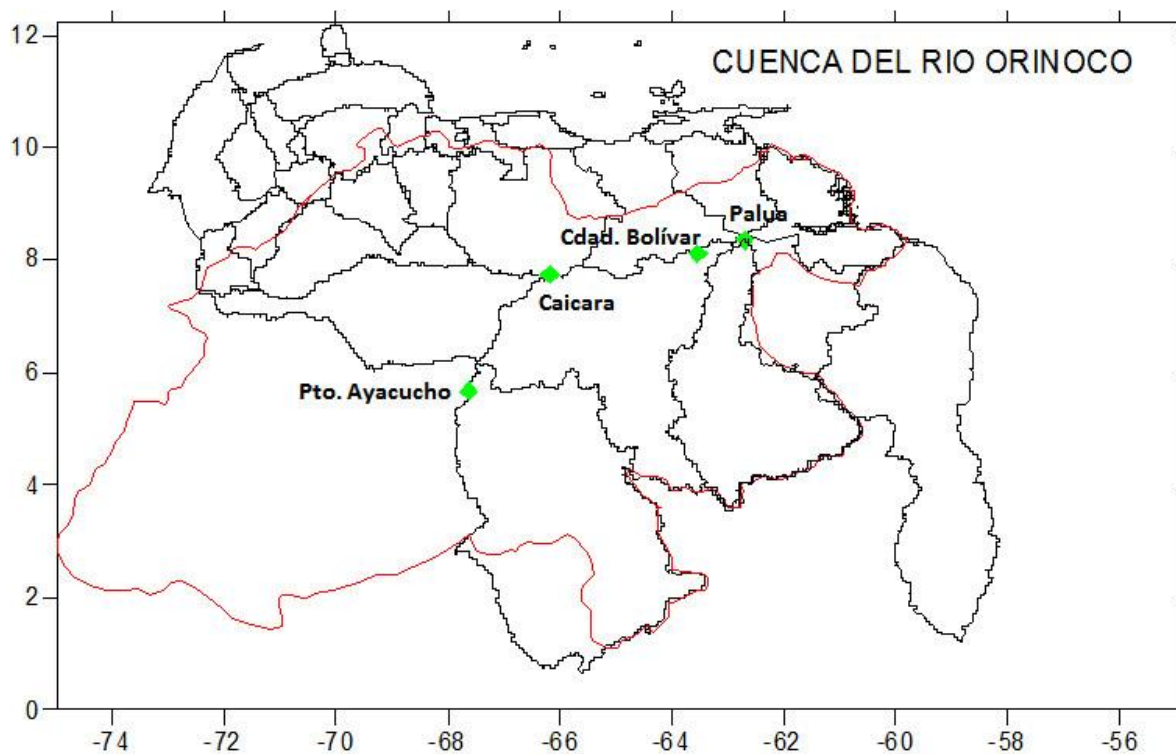 CUENCA DEL RIO ORINOCO
12
10
8
6
4
2
0
Palua
Cdad. Bolívar
Caicara
Pto. Ayacucho
-74 -72 -70 -68 -66 -64 -62 -60 -58 -56